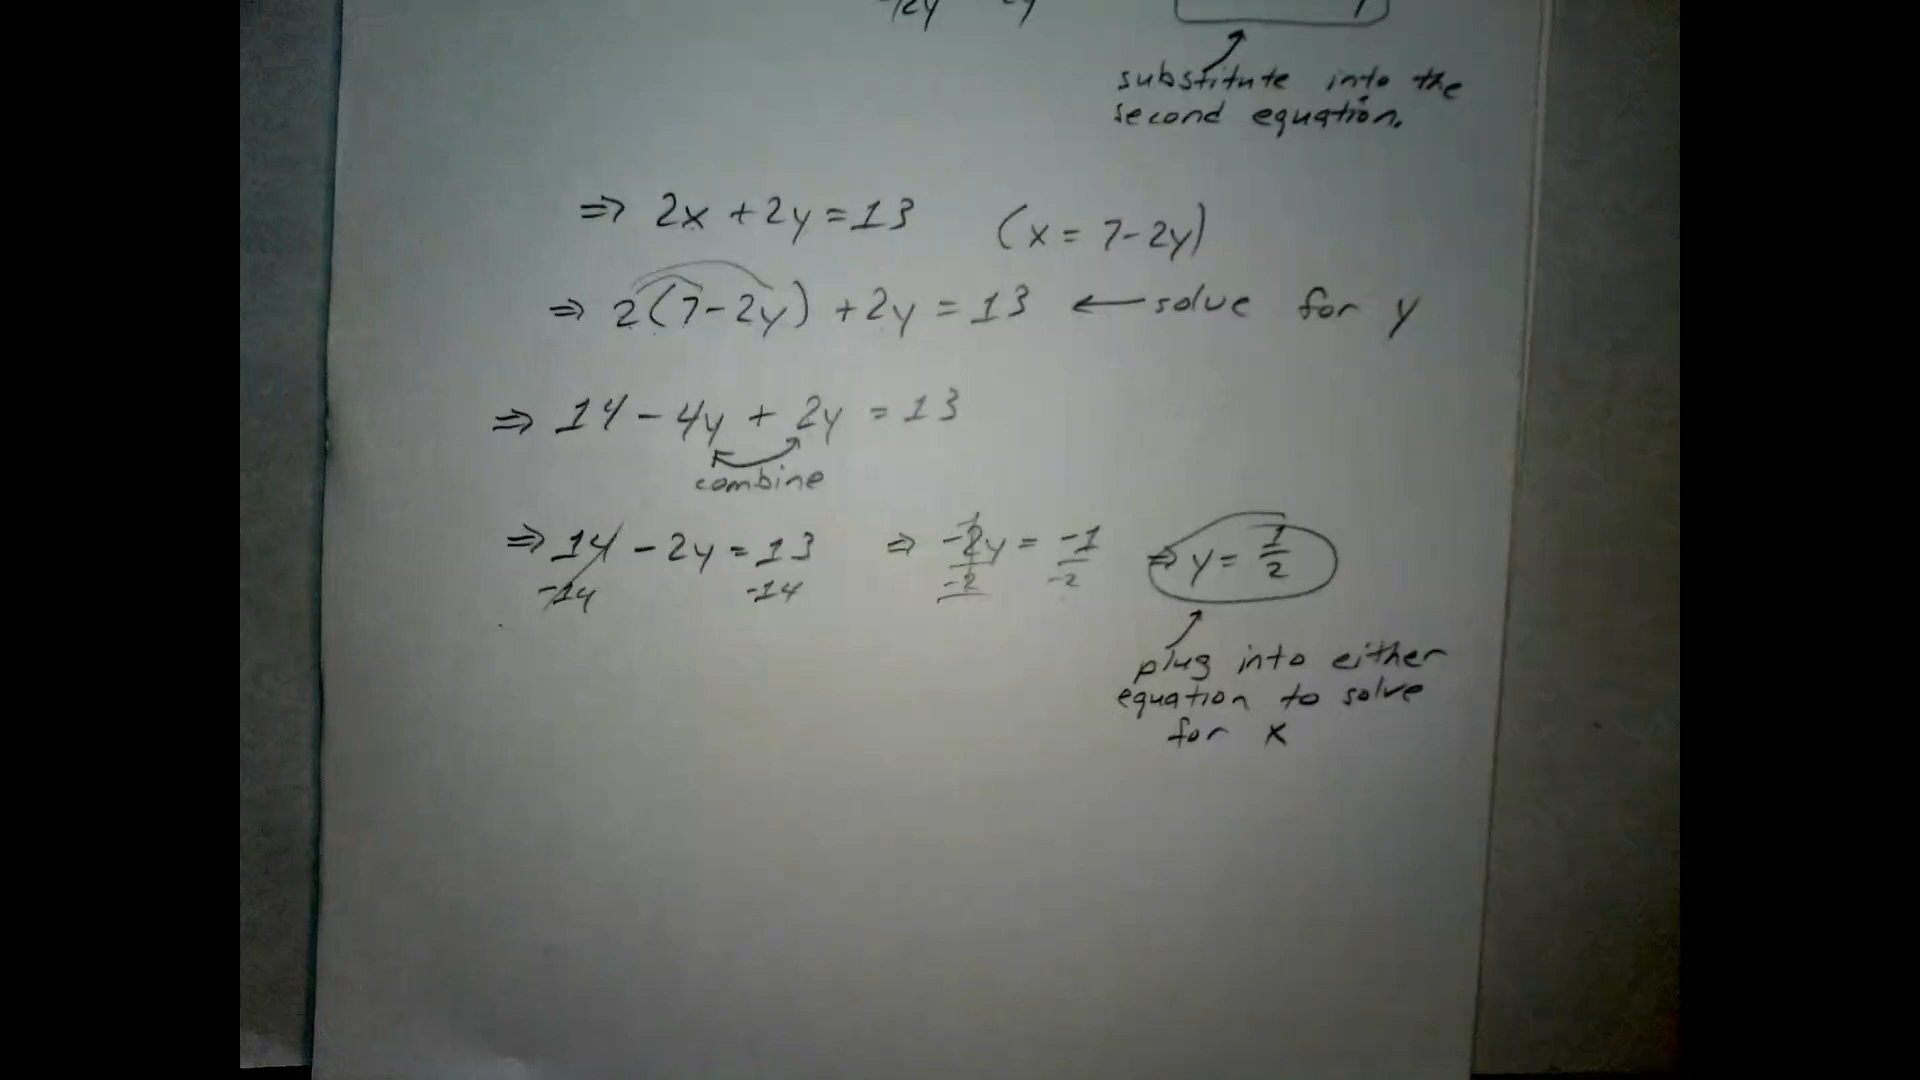 substitute into the
second equation.
⇒ 2x + 2y = 13 (x = 7 - 2y)
⇒ 2(7 - 2y) + 2y = 13 ← solve for y
⇒ 14 - 4y + 2y = 13
combine
⇒ 14 - 2y = 13 ⇒ -2y = -1 ⇒ y = 1/2
-14 -14 -2 -2
plug into either
equation to solve
for x